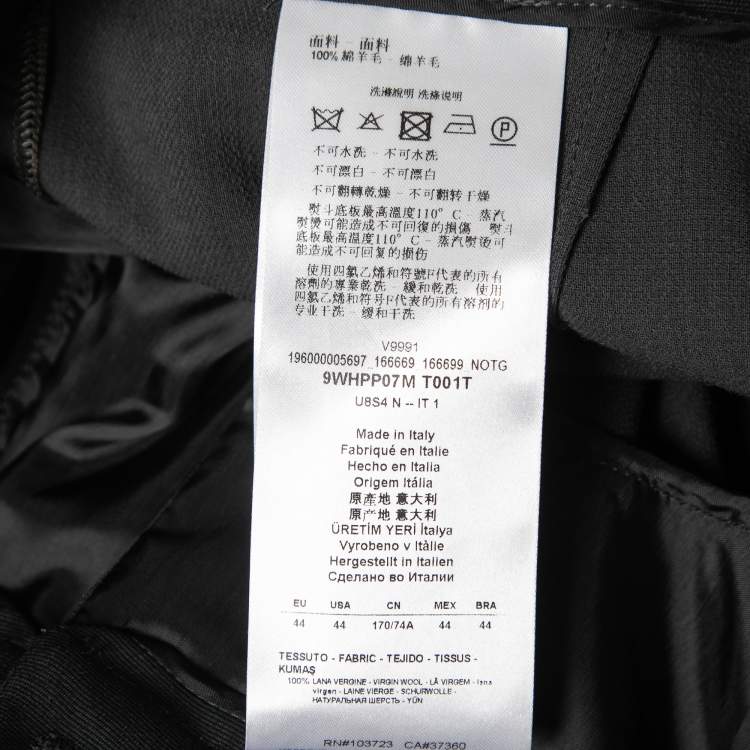 面料 - 面料
100% 綿羊毛 - 绵羊毛
洗滌說明 洗涤说明
P
不可水洗 - 不可水洗
不可漂白 - 不可漂白
不可翻轉乾燥 - 不可翻转干燥
熨斗底板最高溫度110° C - 蒸汽
熨燙可能造成不可回復的損傷 熨斗
底板最高温度110° C - 蒸汽熨烫可
能造成不可回复的损伤
使用四氯乙烯和符號F代表的所有
溶劑的專業乾洗 - 緩和乾洗 使用
四氯乙烯和符号F代表的所有溶剂的
专业干洗 - 缓和干洗
V9991
196000005697_166669 166699_NOTG
9WHPP07M T001T
U8S4 N -- IT 1
Made in Italy
Fabriqué en Italie
Hecho en Italia
Origem Itália
原產地 意大利
原产地 意大利
ÜRETİM YERİ İtalya
Vyrobeno v Itálie
Hergestellt in Italien
Сделано во Италии
EU USA CN MEX BRA
44 44 170/74A 44 44
TESSUTO - FABRIC - TEJIDO - TISSUS -
KUMAŞ
100% LANA VERGINE - VIRGIN WOOL - LÃ VIRGEM - lana
virgen - LAINE VIERGE - SCHURWOLLE -
НАТУРАЛЬНАЯ ШЕРСТЬ - YÜN
RN#103723 CA#37360